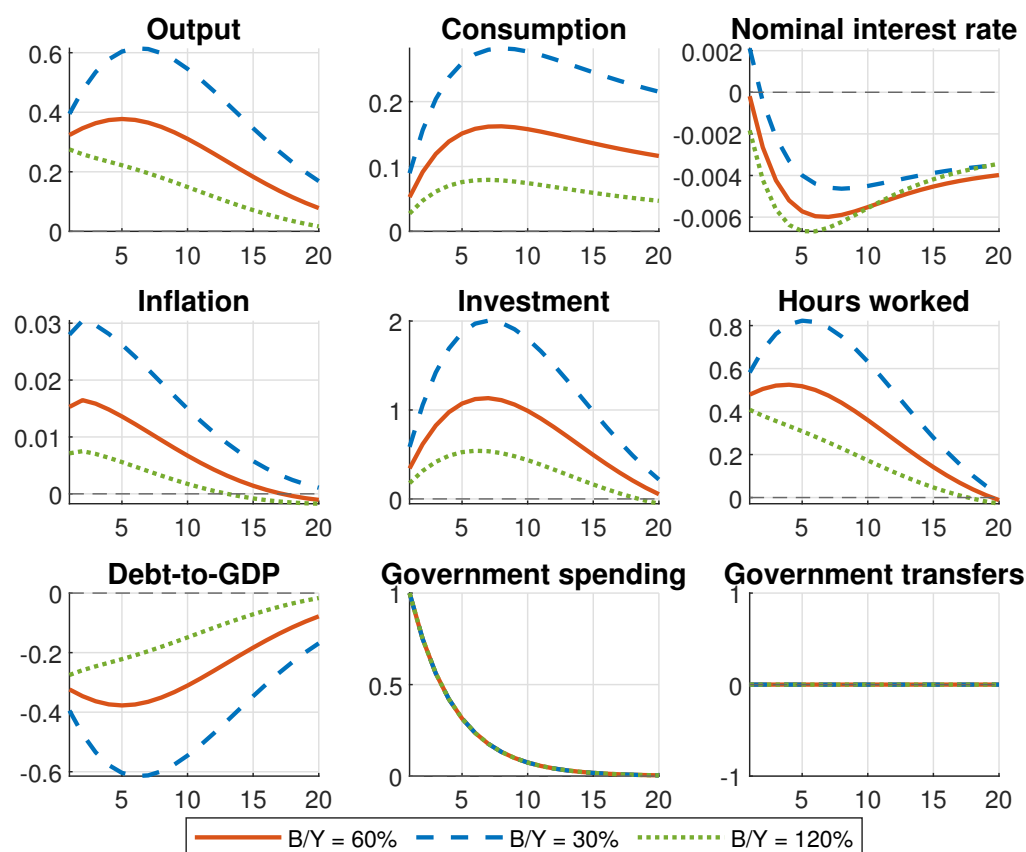 Output
Consumption
Nominal interest rate
0.6
0.4
0.2
0
5 10 15 20
0.2
0.1
0
5 10 15 20
0.002
0
-0.002
-0.004
-0.006
5 10 15 20
Inflation
Investment
Hours worked
0.03
0.02
0.01
0
5 10 15 20
2
1
0
5 10 15 20
0.8
0.6
0.4
0.2
0
5 10 15 20
Debt-to-GDP
Government spending
Government transfers
0
-0.2
-0.4
-0.6
5 10 15 20
1
0.5
0
5 10 15 20
1
0
-1
5 10 15 20
B/Y = 60% B/Y = 30% B/Y = 120%